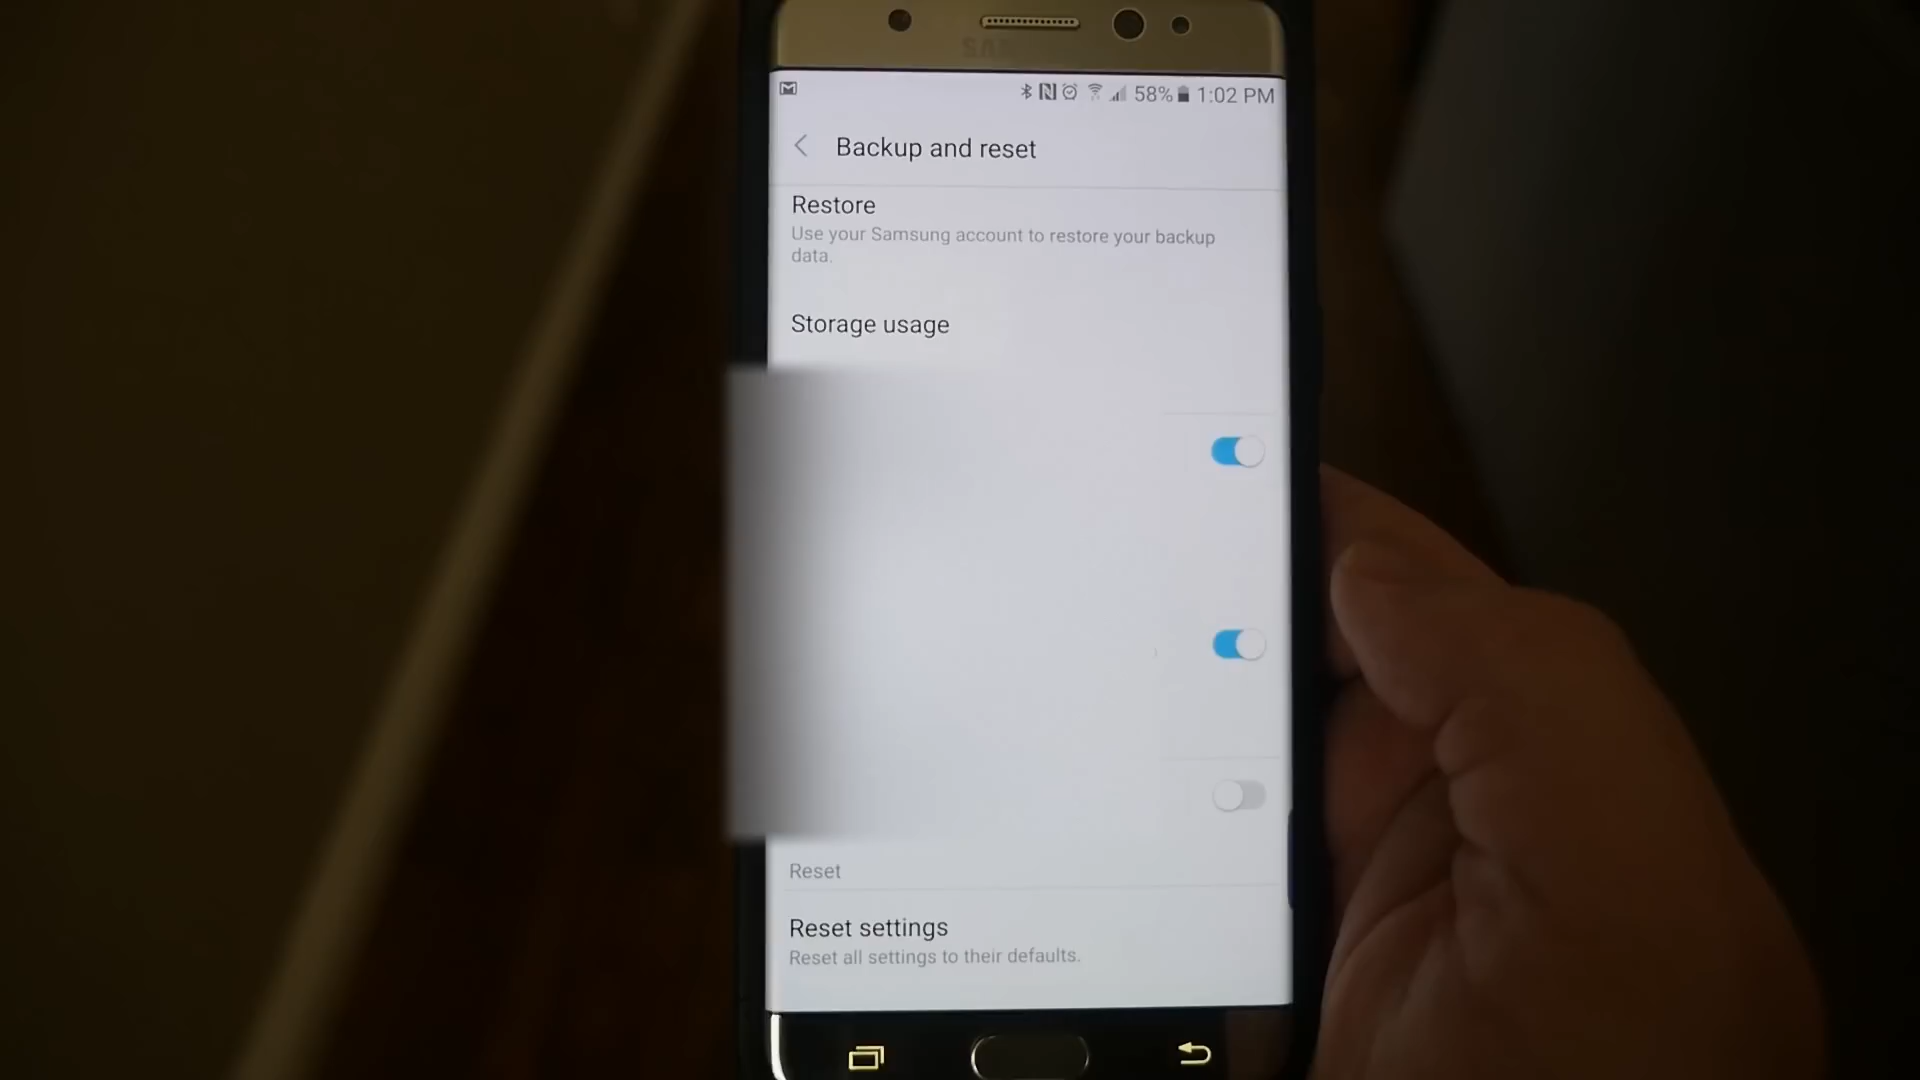 SAM
58% 1:02 PM
Backup and reset
Restore
Use your Samsung account to restore your backup
data.
Storage usage
Reset
Reset settings
Reset all settings to their defaults.